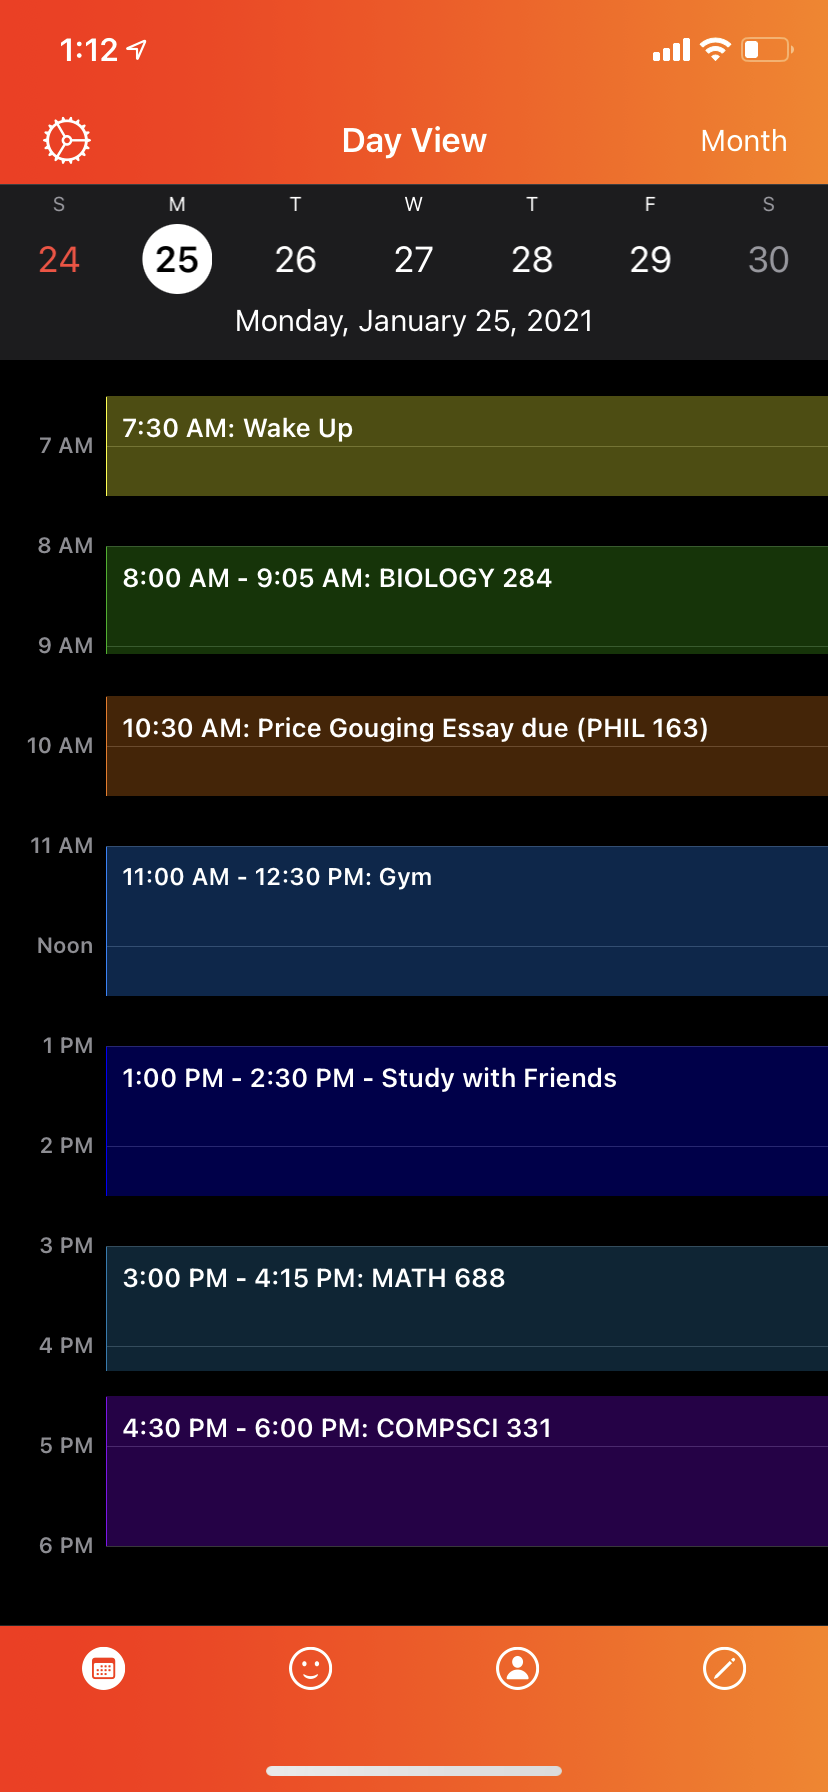 1:12
Day View
Month
S M T W T F S
24 25 26 27 28 29 30
Monday, January 25, 2021
7:30 AM: Wake Up
7 AM
8 AM
8:00 AM - 9:05 AM: BIOLOGY 284
9 AM
10:30 AM: Price Gouging Essay due (PHIL 163)
10 AM
11 AM
11:00 AM - 12:30 PM: Gym
Noon
1 PM
1:00 PM - 2:30 PM - Study with Friends
2 PM
3 PM
3:00 PM - 4:15 PM: MATH 688
4 PM
4:30 PM - 6:00 PM: COMPSCI 331
5 PM
6 PM